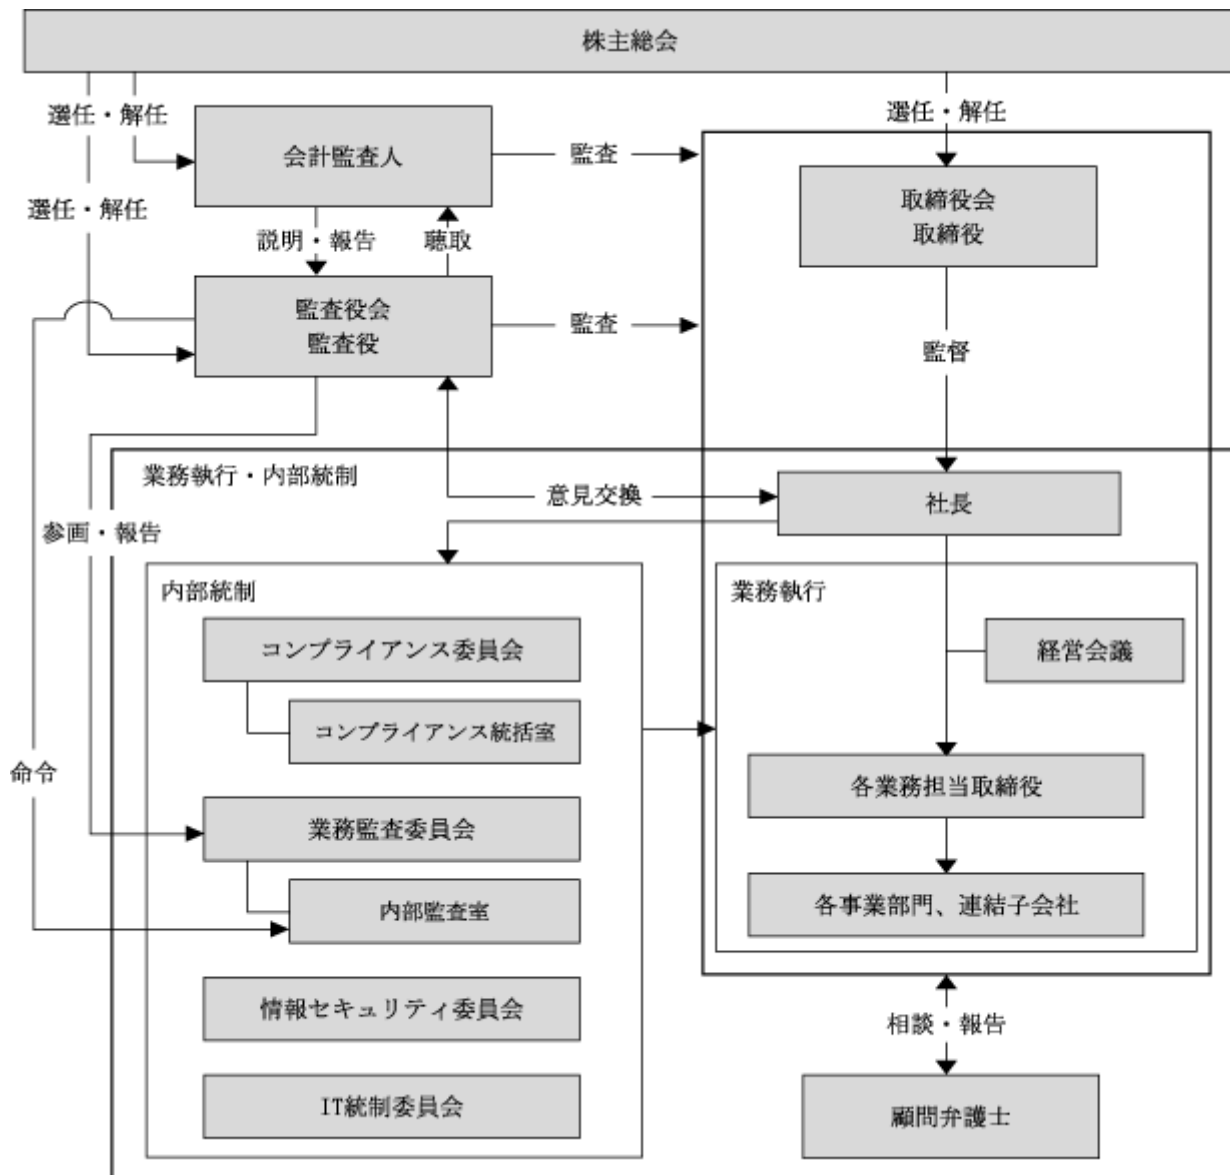 株主総会
選任・解任
選任・解任
会計監査人
監査
選任・解任
取締役会
取締役
説明・報告
聴取
監査役会
監査役
監査
監督
業務執行・内部統制
意見交換
社長
参画・報告
内部統制
業務執行
コンプライアンス委員会
経営会議
コンプライアンス統括室
命令
各業務担当取締役
業務監査委員会
内部監査室
各事業部門、連結子会社
情報セキュリティ委員会
相談・報告
IT統制委員会
顧問弁護士